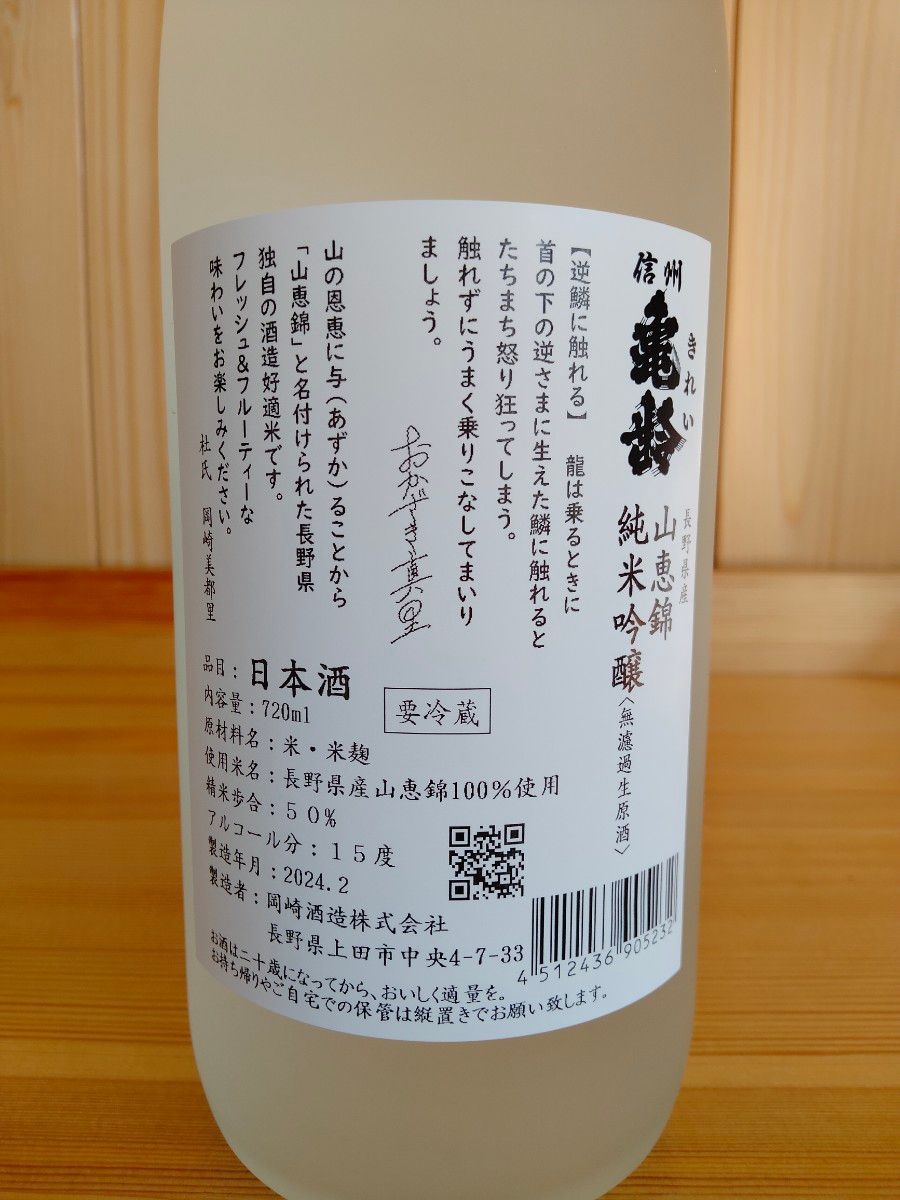 信州
きれい
亀齢
長野県産
山恵錦
純米吟醸
〈無濾過生原酒〉
【逆鱗に触れる】 龍は乗るときに
首の下の逆さまに生えた鱗に触れると
たちまち怒り狂ってしまう。
触れずにうまく乗りこなしてまいり
ましょう。
山の恩恵に与(あずか)ることから
「山恵錦」と名付けられた長野県
独自の酒造好適米です。
フレッシュ&フルーティーな
味わいをお楽しみください。
杜氏 岡崎美都里
品目:日本酒
内容量:720ml
要冷蔵
原材料名:米・米麹
使用米名:長野県産山恵錦100%使用
精米歩合:50%
アルコール分:15度
製造年月:2024.2
製造者:岡崎酒造株式会社
長野県上田市中央4-7-33
4 512436 905232
お酒は二十歳になってから、おいしく適量を。
お持ち帰りやご自宅での保管は縦置きでお願い致します。